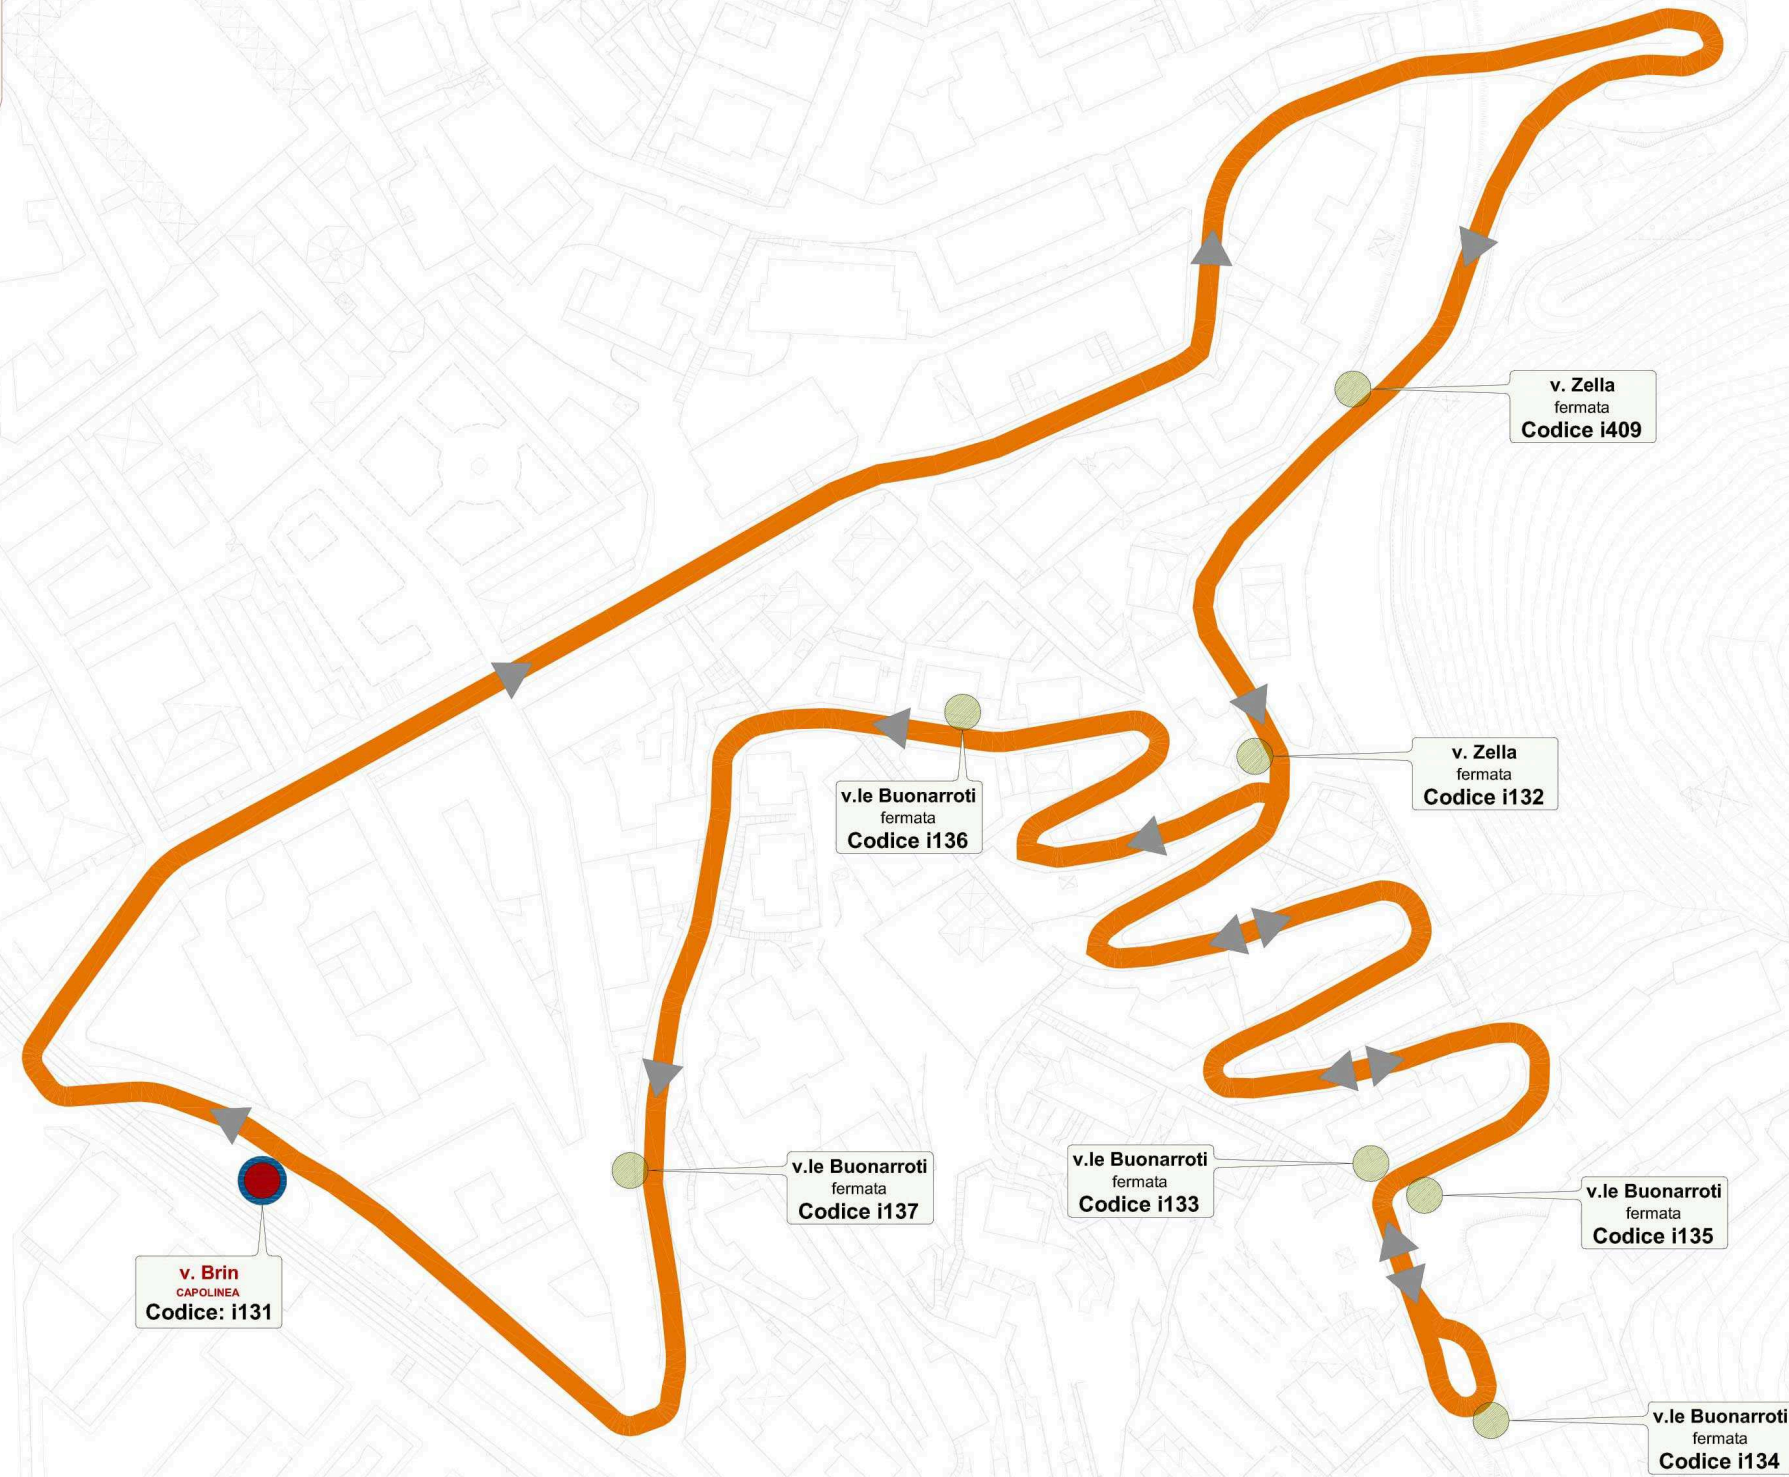 v. Zella
fermata
Codice i409
v. Zella
fermata
Codice i132
v.le Buonarroti
fermata
Codice i136
v.le Buonarroti
fermata
Codice i137
v.le Buonarroti
fermata
Codice i133
v.le Buonarroti
fermata
Codice i135
v. Brin
CAPOLINEA
Codice: i131
v.le Buonarroti
fermata
Codice i134